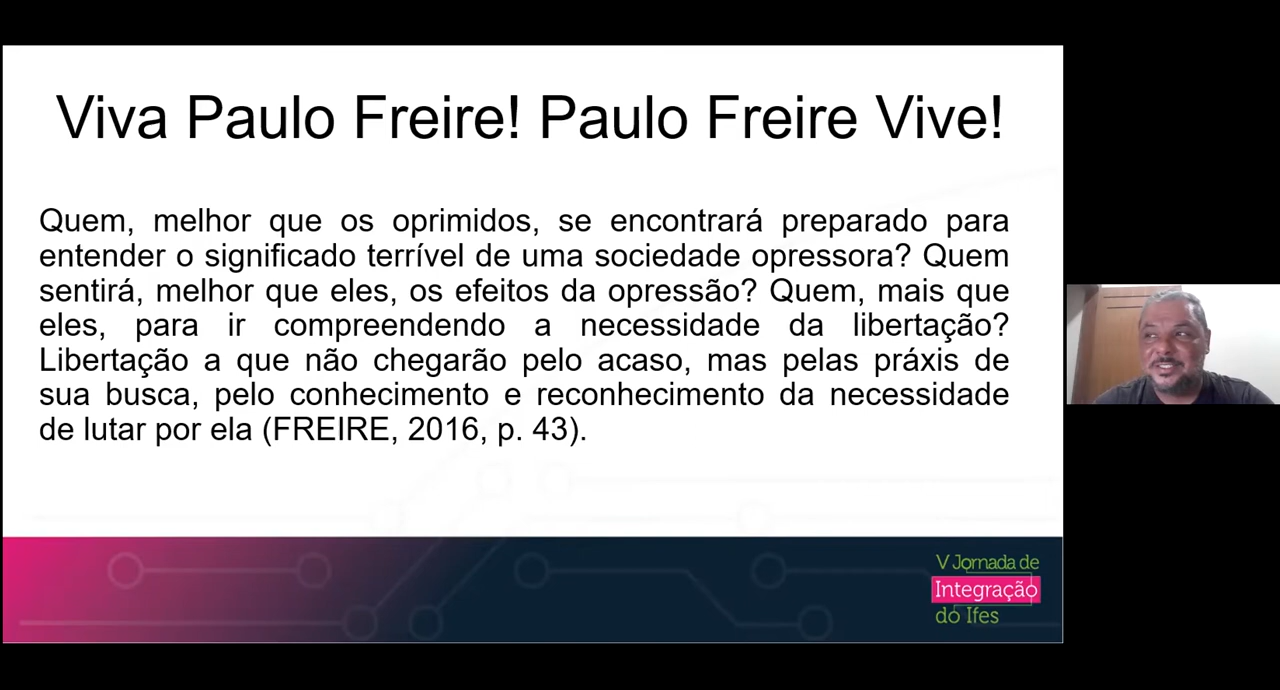 Viva Paulo Freire! Paulo Freire Vive!
Quem, melhor que os oprimidos, se encontrará preparado para
entender o significado terrível de uma sociedade opressora? Quem
sentirá, melhor que eles, os efeitos da opressão? Quem, mais que
eles, para ir compreendendo a necessidade da libertação?
Libertação a que não chegarão pelo acaso, mas pelas práxis de
sua busca, pelo conhecimento e reconhecimento da necessidade
de lutar por ela (FREIRE, 2016, p. 43).
V Jornada de
Integração
do Ifes